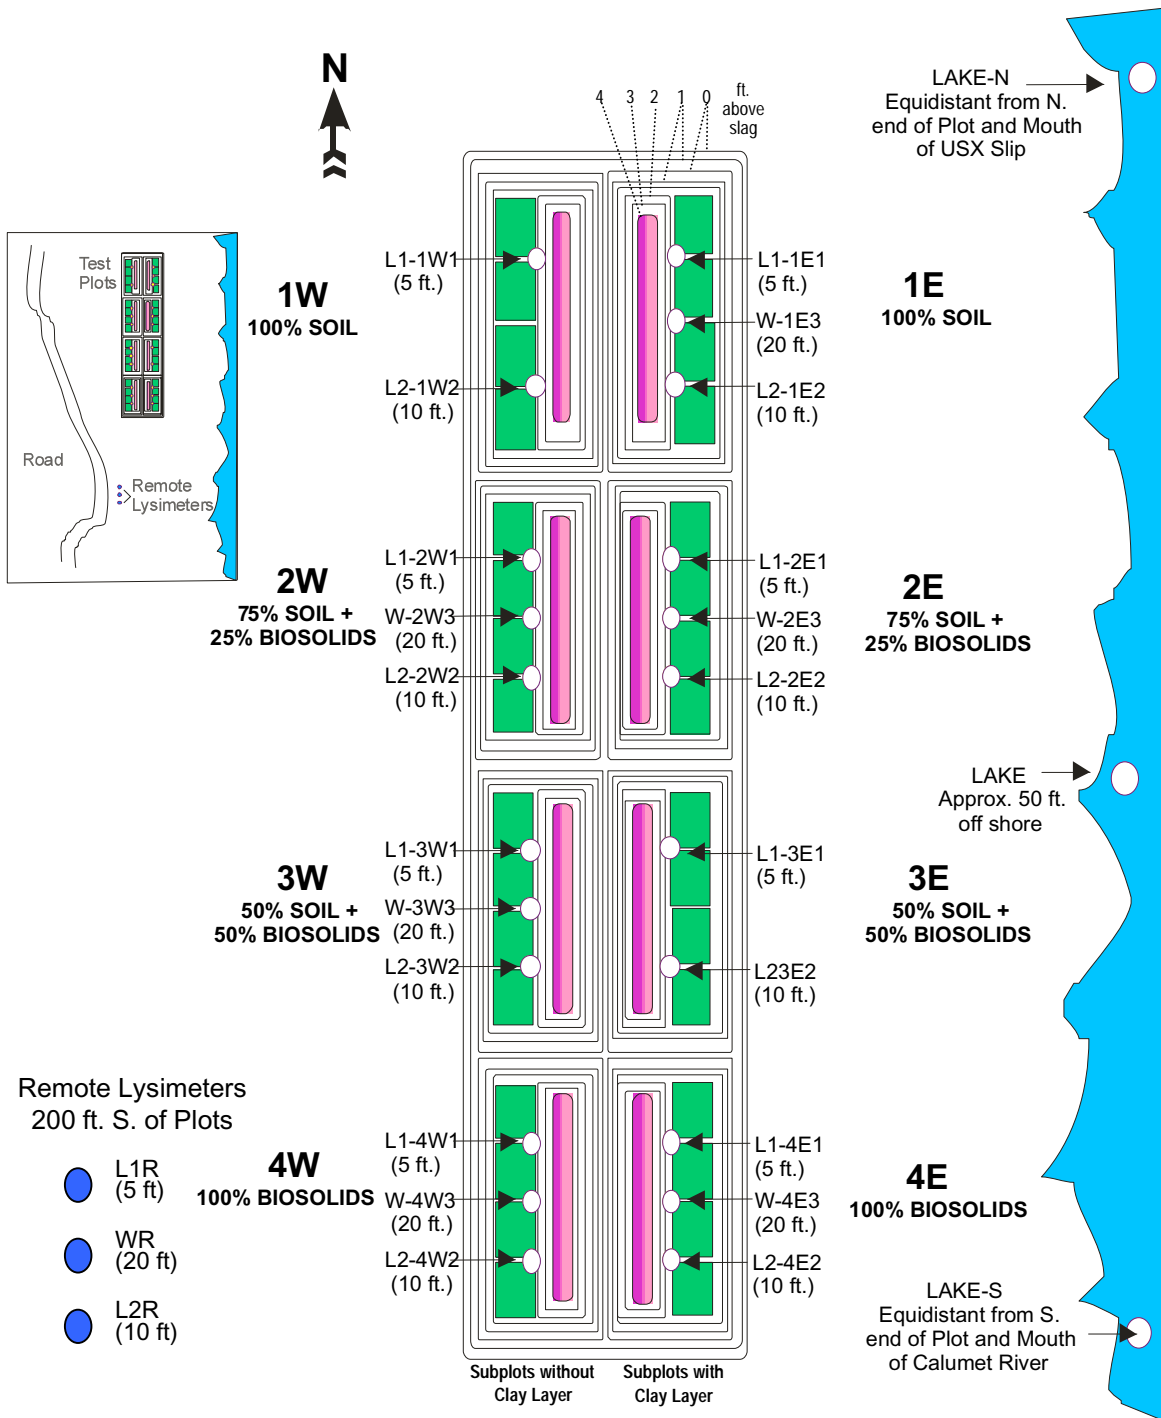 N
4 3 2 1 0
ft.
above
slag
LAKE-N
Equidistant from N.
end of Plot and Mouth
of USX Slip
Test
Plots
Road
Remote
Lysimeters
1W
100% SOIL
L1-1W1
(5 ft.)
L2-1W2
(10 ft.)
L1-1E1
(5 ft.)
W-1E3
(20 ft.)
L2-1E2
(10 ft.)
1E
100% SOIL
2W
75% SOIL +
25% BIOSOLIDS
L1-2W1
(5 ft.)
W-2W3
(20 ft.)
L2-2W2
(10 ft.)
L1-2E1
(5 ft.)
W-2E3
(20 ft.)
L2-2E2
(10 ft.)
2E
75% SOIL +
25% BIOSOLIDS
LAKE
Approx. 50 ft.
off shore
3W
50% SOIL +
50% BIOSOLIDS
L1-3W1
(5 ft.)
W-3W3
(20 ft.)
L2-3W2
(10 ft.)
L1-3E1
(5 ft.)
L23E2
(10 ft.)
3E
50% SOIL +
50% BIOSOLIDS
Remote Lysimeters
200 ft. S. of Plots
L1R
(5 ft)
WR
(20 ft)
L2R
(10 ft)
4W
100% BIOSOLIDS
L1-4W1
(5 ft.)
W-4W3
(20 ft.)
L2-4W2
(10 ft.)
L1-4E1
(5 ft.)
W-4E3
(20 ft.)
L2-4E2
(10 ft.)
4E
100% BIOSOLIDS
LAKE-S
Equidistant from S.
end of Plot and Mouth
of Calumet River
Subplots without
Clay Layer
Subplots with
Clay Layer